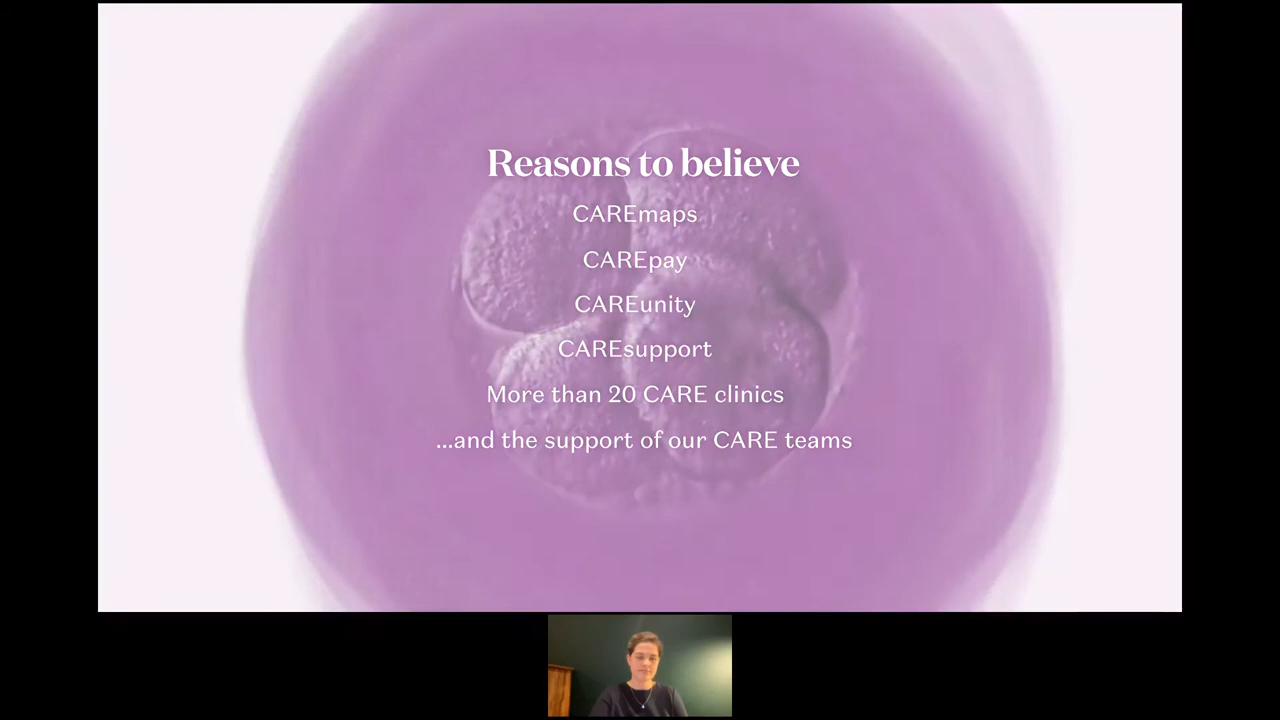 Reasons to believe
CAREmaps
CAREpay
CAREunity
CAREsupport
More than 20 CARE clinics
...and the support of our CARE teams